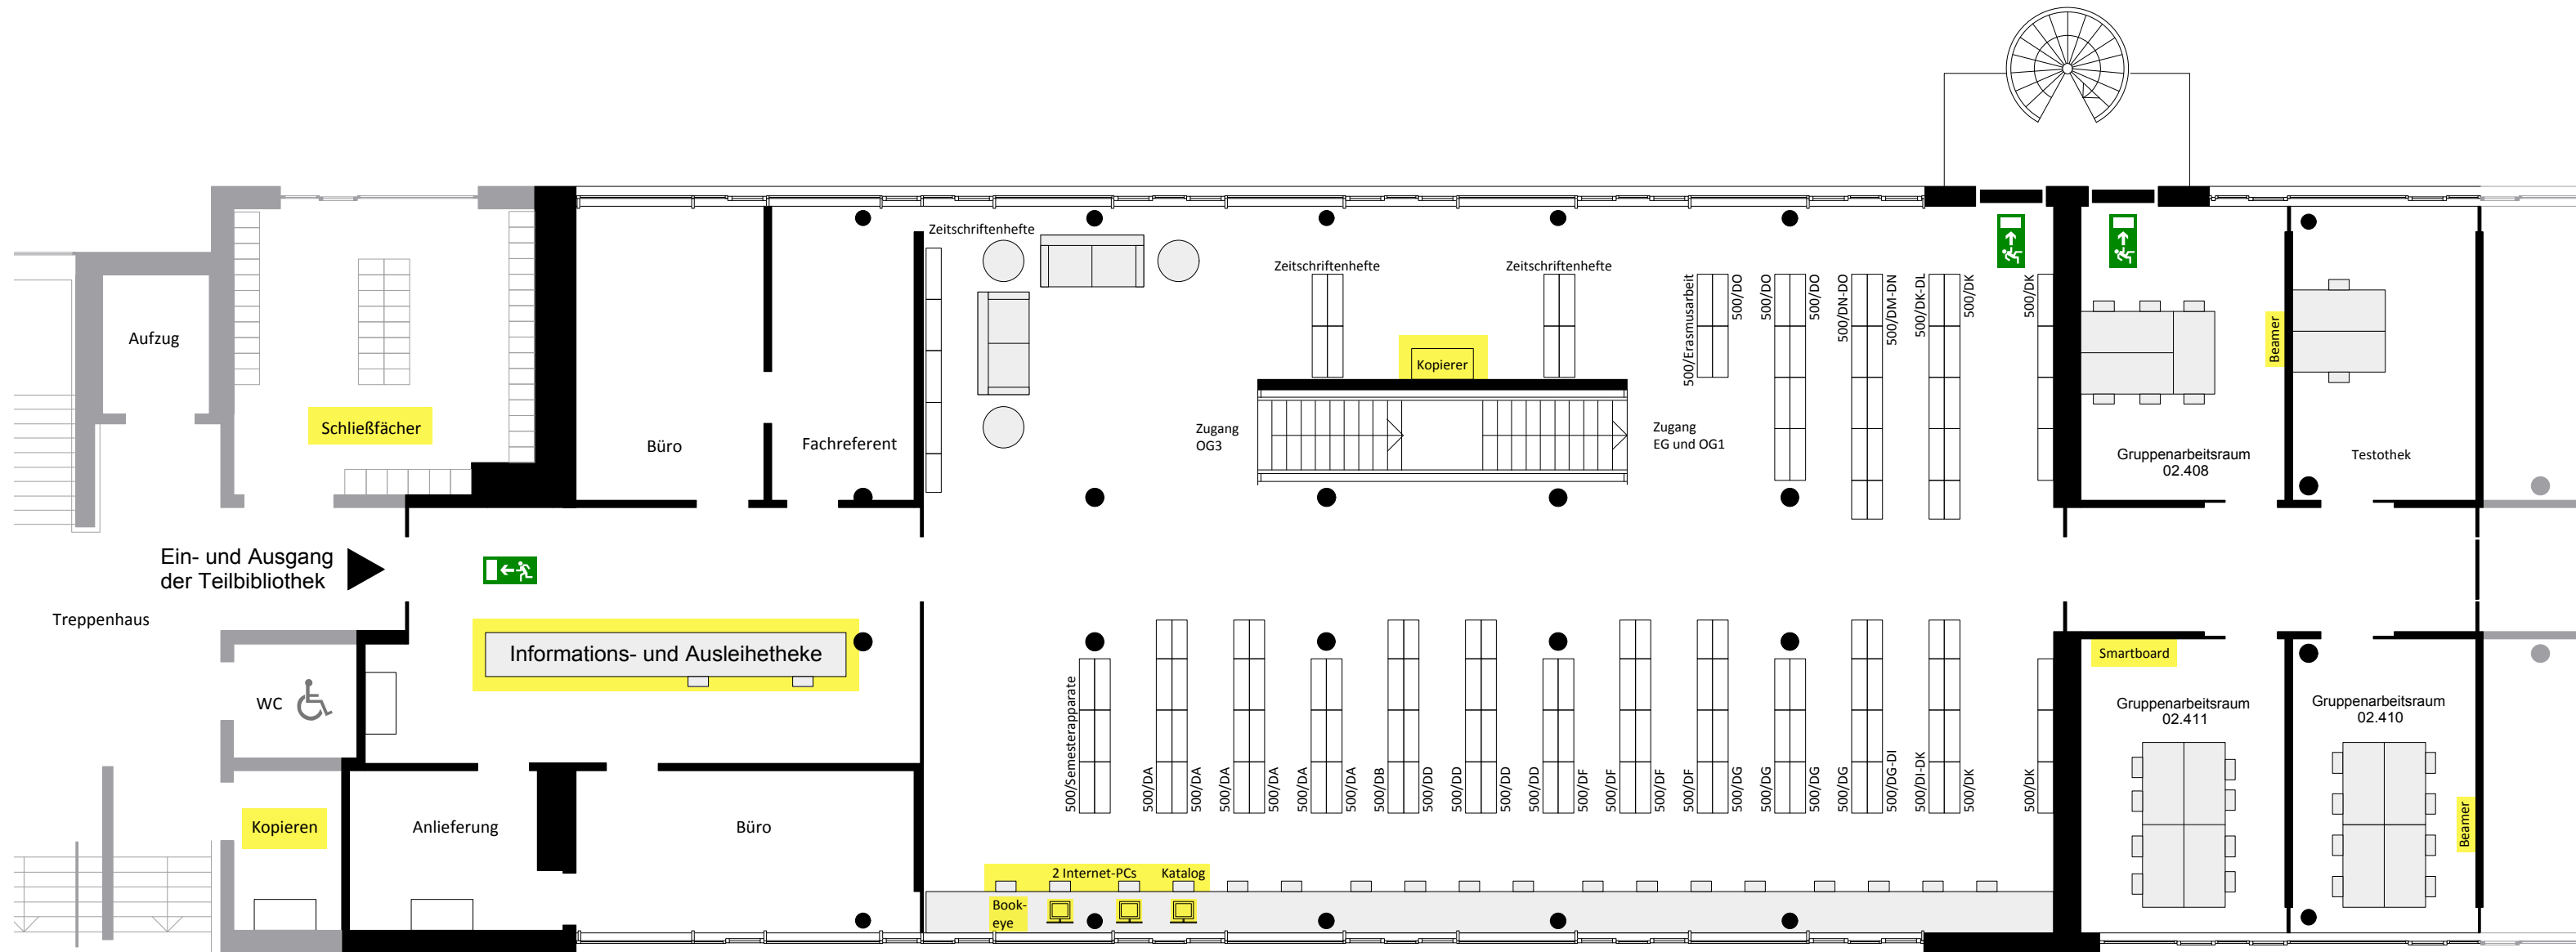 Zeitschriftenhefte
Zeitschriftenhefte
Zeitschriftenhefte
Aufzug
Schließfächer
Büro
Fachreferent
Kopierer
Zugang
OG3
Zugang
EG und OG1
500/Erasmusarbeit
500/DO
500/DO
500/DO
500/DN-DO
500/DM-DN
500/DK-DL
500/DK
500/DK
Beamer
Gruppenarbeitsraum
02.408
Testothek
Ein- und Ausgang
der Teilbibliothek
Treppenhaus
Informations- und Ausleihetheke
WC
Kopieren
Anlieferung
Büro
500/Semesterapparate
500/DA
500/DA
500/DA
500/DA
500/DA
500/DA
500/DB
500/DD
500/DD
500/DD
500/DD
500/DF
500/DF
500/DF
500/DF
500/DG
500/DG
500/DG
500/DG
500/DG-DI
500/DI-DK
500/DK
500/DK
Smartboard
Gruppenarbeitsraum
02.411
Gruppenarbeitsraum
02.410
Beamer
2 Internet-PCs
Katalog
Book-
eye